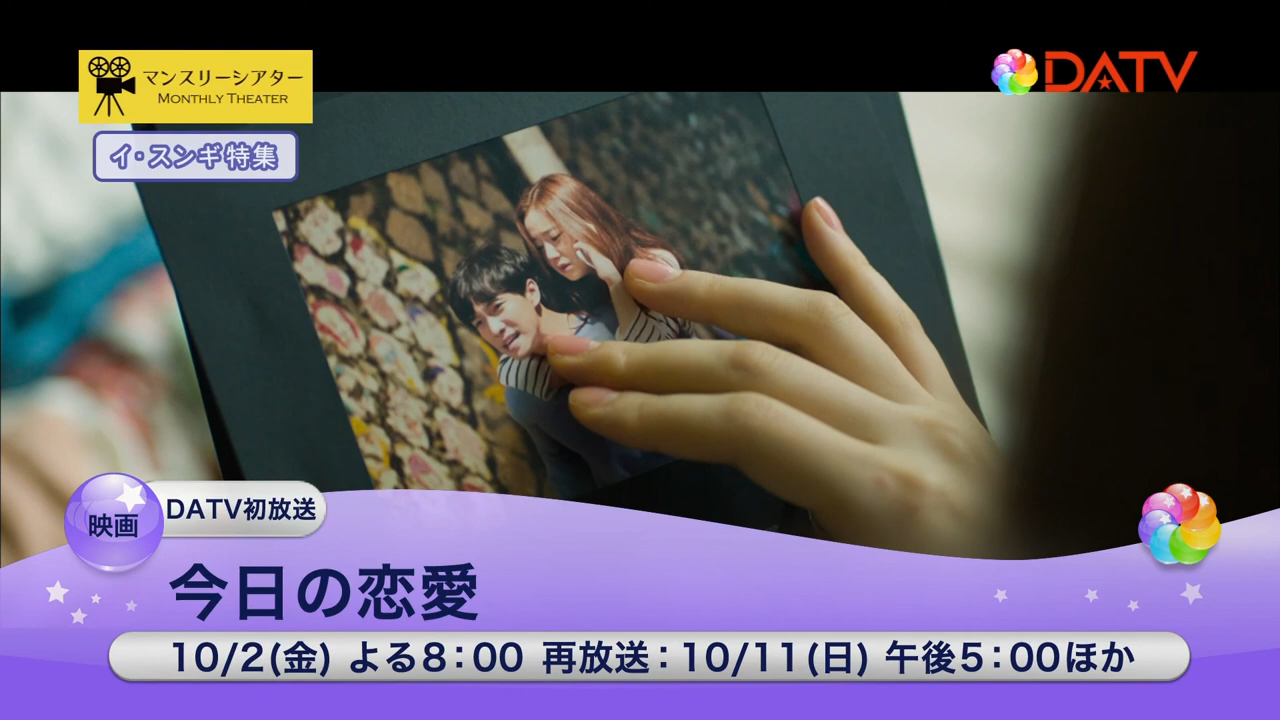 マンスリーシアター
MONTHLY THEATER
DATV
イ・スンギ特集
映画
DATV初放送
今日の恋愛
10/2(金) よる8:00 再放送:10/11(日) 午後5:00ほか